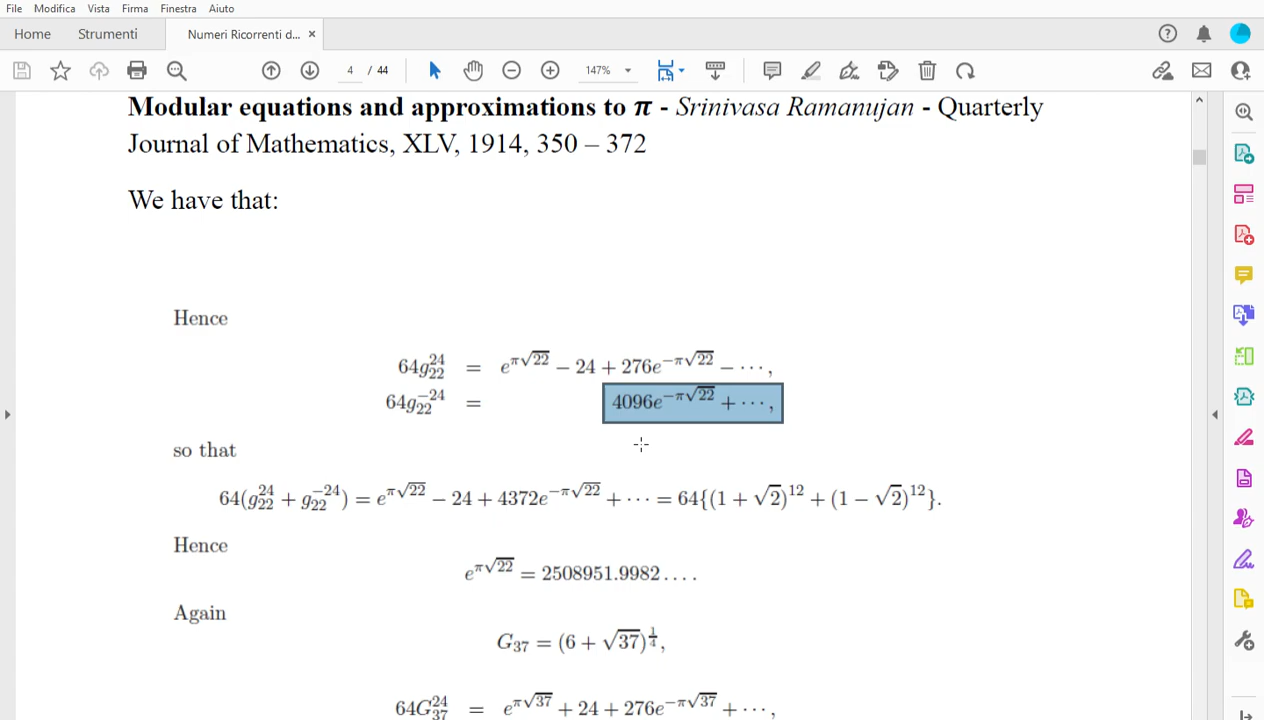 File Modifica Vista Firma Finestra Aiuto
Home Strumenti Numeri Ricorrenti d... ×
4 / 44 147%
Modular equations and approximations to π - Srinivasa Ramanujan - Quarterly
Journal of Mathematics, XLV, 1914, 350 – 372
We have that:
Hence
64g₂₂²⁴ = e^{π√22} − 24 + 276e^{−π√22} − ⋯,
64g₂₂⁻²⁴ = 4096e^{−π√22} + ⋯,
so that
64(g₂₂²⁴ + g₂₂⁻²⁴) = e^{π√22} − 24 + 4372e^{−π√22} + ⋯ = 64{(1 + √2)¹² + (1 − √2)¹²}.
Hence
e^{π√22} = 2508951.9982....
Again
G₃₇ = (6 + √37)^{1/4},
64G₃₇²⁴ = e^{π√37} + 24 + 276e^{−π√37} + ⋯,